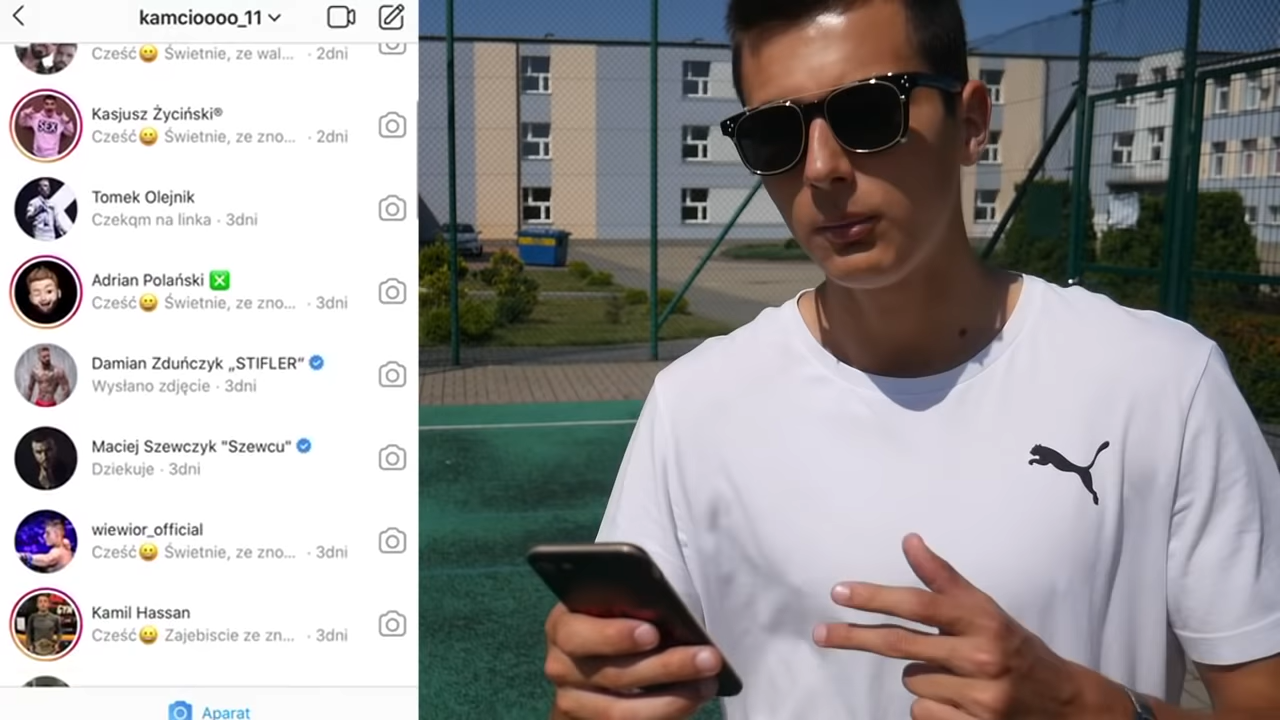 kamcioooo_11
Cześć😀 Świetnie, ze wal... · 2dni
Kasjusz Życiński®
Cześć😀 Świetnie, ze zno... · 2dni
Tomek Olejnik
Czekqm na linka · 3dni
Adrian Polański ❎
Cześć😀 Świetnie, ze zno... · 3dni
Damian Zduńczyk „STIFLER”
Wysłano zdjęcie · 3dni
Maciej Szewczyk "Szewcu"
Dziekuje · 3dni
wiewior_official
Cześć😀 Świetnie, ze zno... · 3dni
Kamil Hassan
Cześć😀 Zajebiscie ze zn... · 3dni
Aparat